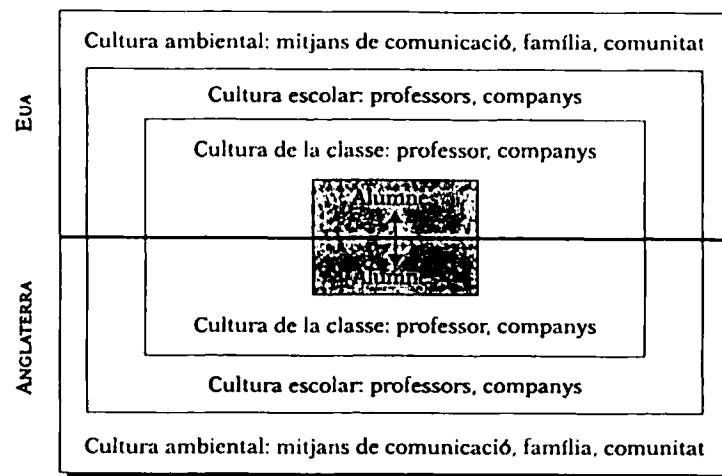 Cultura ambiental: mitjans de comunicació, família, comunitat
Cultura escolar: professors, companys
EUA
Cultura de la classe: professor, companys
Alumnes
Alumnes
ANGLATERRA
Cultura de la classe: professor, companys
Cultura escolar: professors, companys
Cultura ambiental: mitjans de comunicació, família, comunitat